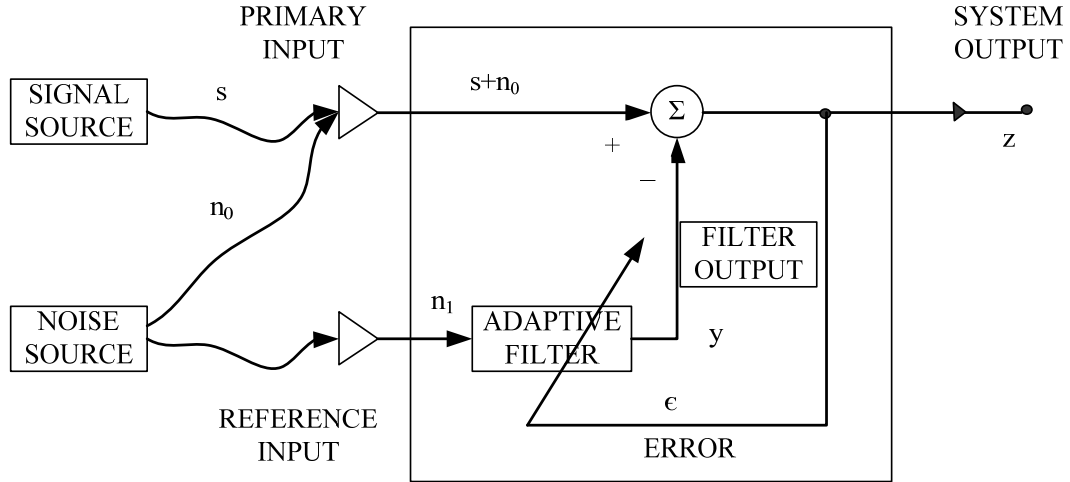 PRIMARY
INPUT
SYSTEM
OUTPUT
SIGNAL
SOURCE
s
s+n₀
Σ
+
−
z
n₀
FILTER
OUTPUT
NOISE
SOURCE
n₁
ADAPTIVE
FILTER
y
REFERENCE
INPUT
ϵ
ERROR